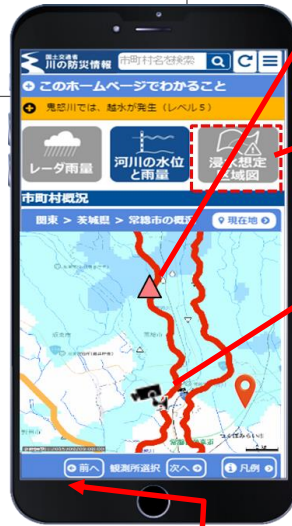 国土交通省
川の防災情報
市町村名を検索
このホームページでわかること
鬼怒川では、越水が発生（レベル５）
レーダ雨量
河川の水位
と雨量
浸水想定
区域図
市町村概況
関東 > 茨城県 > 常総市の概況
現在地
前へ
観測所選択
次へ
凡例